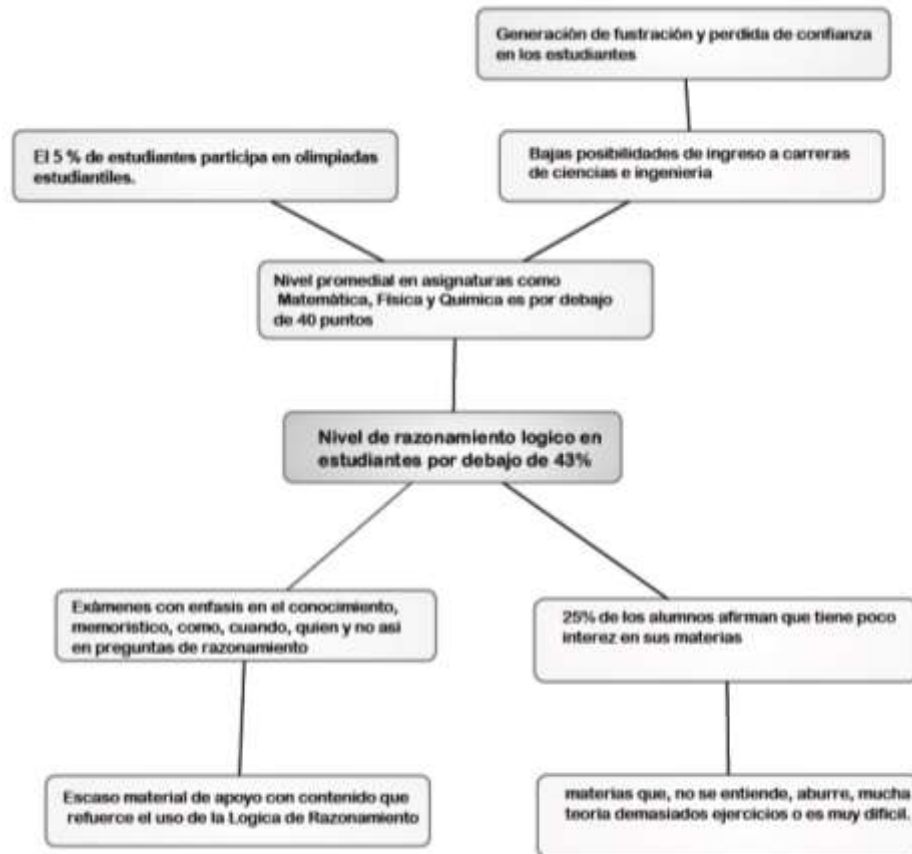 Generación de fustración y perdida de confianza
en los estudiantes
El 5 % de estudiantes participa en olimpiadas
estudiantiles.
Bajas posibilidades de ingreso a carreras
de ciencias e ingenieria
Nivel promedial en asignaturas como
Matemàtica, Física y Quimica es por debajo
de 40 puntos
Nivel de razonamiento logico en
estudiantes por debajo de 43%
Exàmenes con enfasis en el conocimiento,
memoristico, como, cuando, quien y no asi
en preguntas de razonamiento
25% de los alumnos afirman que tiene poco
interez en sus materias
Escaso material de apoyo con contenido que
refuerce el uso de la Logica de Razonamiento
materias que, no se entiende, aburre, mucha
teoria demasiados ejercicios o es muy dificil.